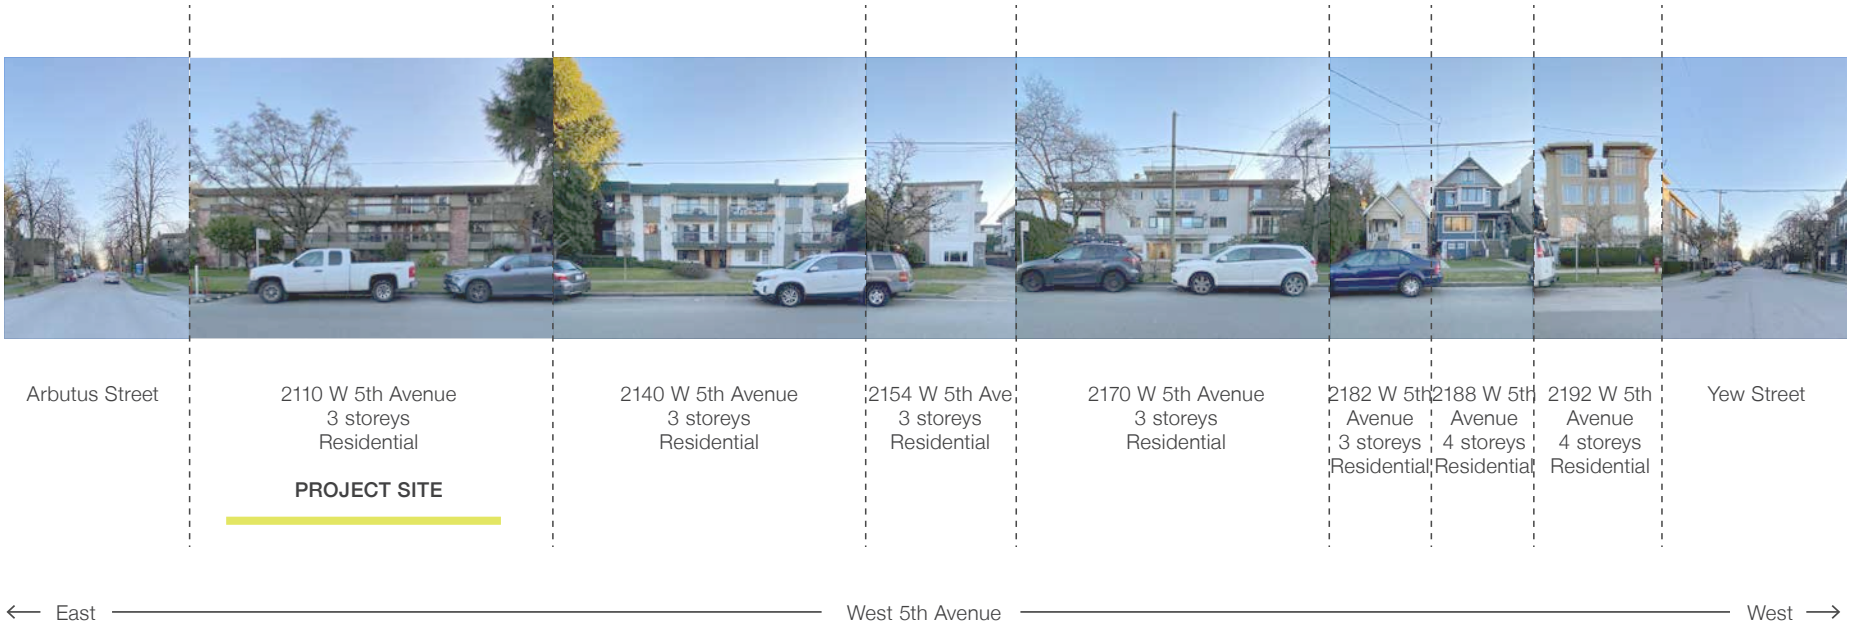 Arbutus Street
2110 W 5th Avenue
3 storeys
Residential
PROJECT SITE
2140 W 5th Avenue
3 storeys
Residential
2154 W 5th Ave
3 storeys
Residential
2170 W 5th Avenue
3 storeys
Residential
2182 W 5th
Avenue
3 storeys
Residential
2188 W 5th
Avenue
4 storeys
Residential
2192 W 5th
Avenue
4 storeys
Residential
Yew Street
← East
West 5th Avenue
West →